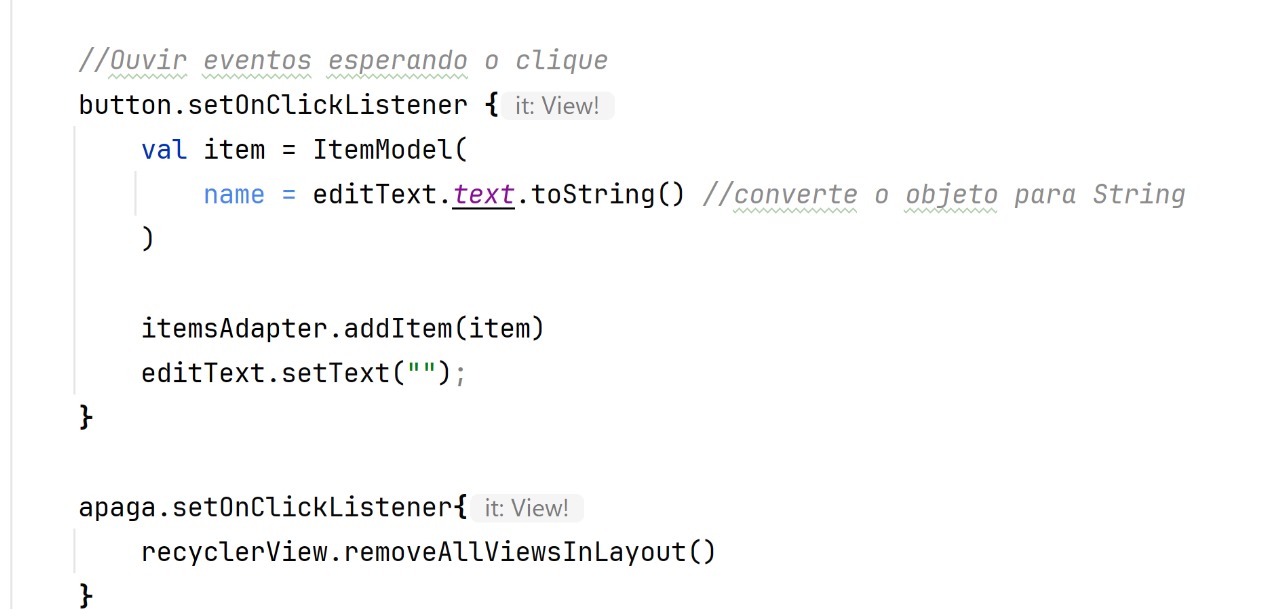 //Ouvir eventos esperando o clique
button.setOnClickListener { it: View!
val item = ItemModel(
name = editText.text.toString() //converte o objeto para String
)
itemsAdapter.addItem(item)
editText.setText("");
}
apaga.setOnClickListener{ it: View!
recyclerView.removeAllViewsInLayout()
}